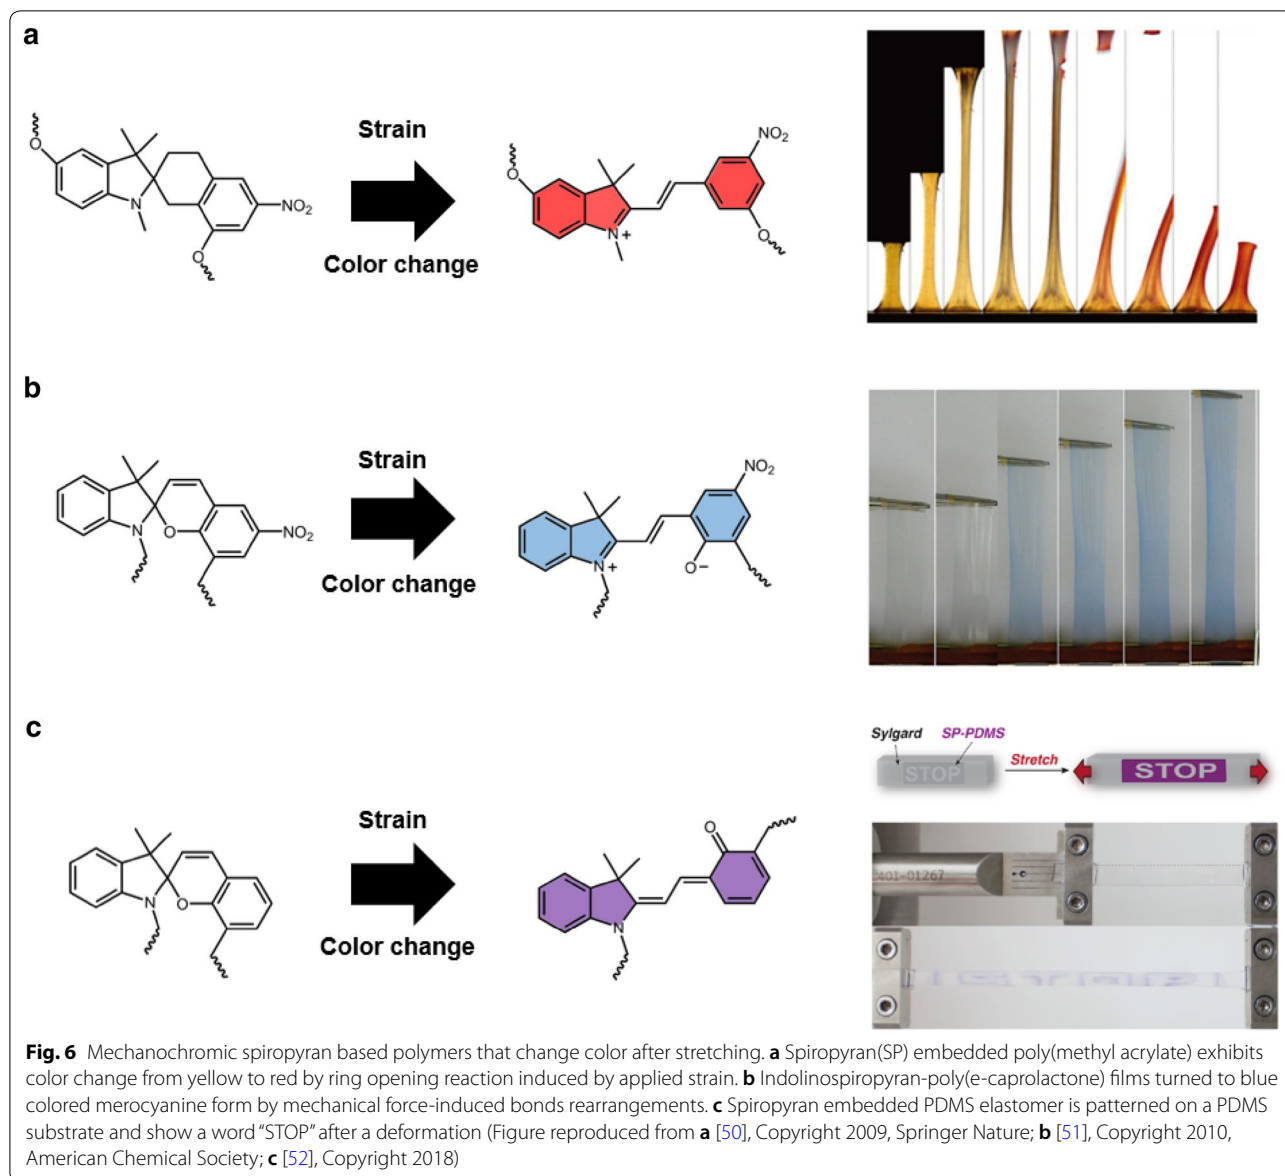 a
Strain
Color change
O
N
O
NO2
O
N
+
NO2
O
b
Strain
Color change
N
O
NO2
N
+
O
−
NO2
c
Strain
Color change
N
O
O
N
Sylgard
SP-PDMS
STOP
Stretch
STOP
401-01267
STOP
Fig. 6 Mechanochromic spiropyran based polymers that change color after stretching. a Spiropyran(SP) embedded poly(methyl acrylate) exhibits
color change from yellow to red by ring opening reaction induced by applied strain. b Indolinospiropyran-poly(e-caprolactone) films turned to blue
colored merocyanine form by mechanical force-induced bonds rearrangements. c Spiropyran embedded PDMS elastomer is patterned on a PDMS
substrate and show a word “STOP” after a deformation (Figure reproduced from a [50], Copyright 2009, Springer Nature; b [51], Copyright 2010,
American Chemical Society; c [52], Copyright 2018)